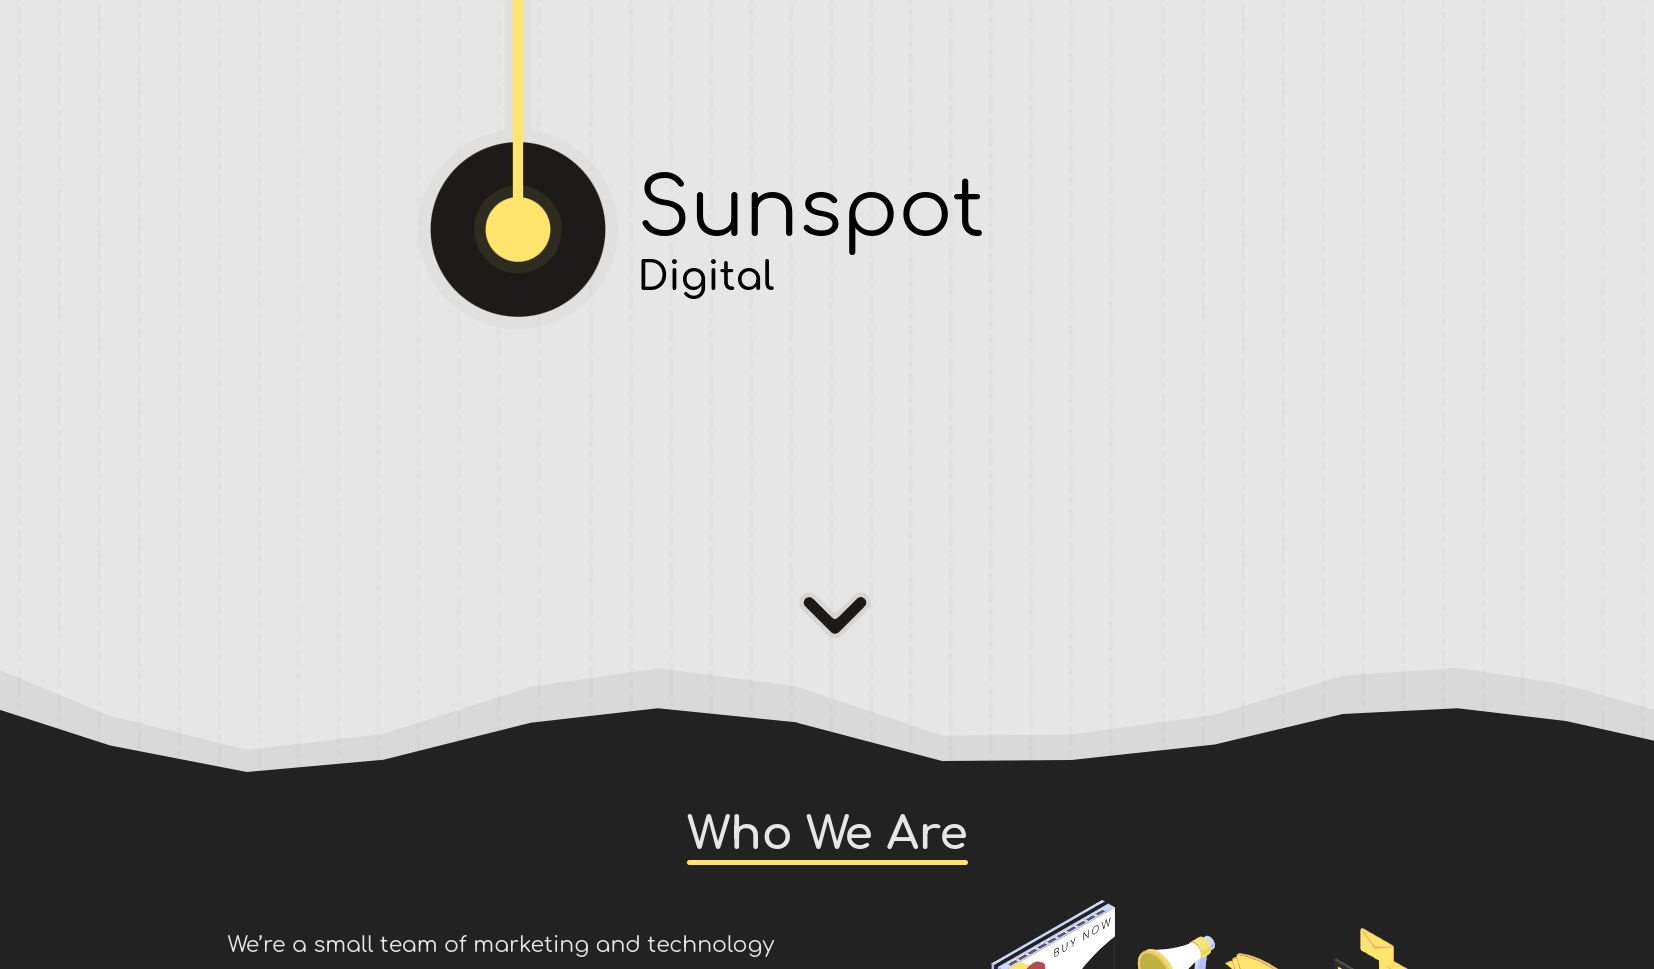 Sunspot
Digital
Who We Are
We’re a small team of marketing and technology
BUY NOW